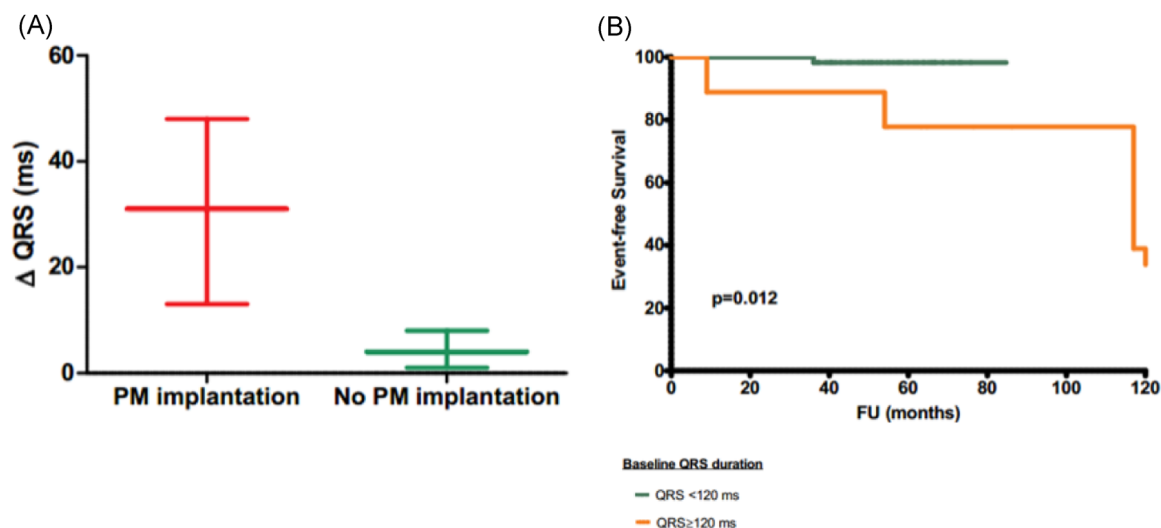 (A)
60
40
20
0
Δ QRS (ms)
PM implantation
No PM implantation
(B)
100
80
60
40
20
0
Event-free Survival
p=0.012
0 20 40 60 80 100 120
FU (months)
Baseline QRS duration
QRS <120 ms
QRS≥120 ms